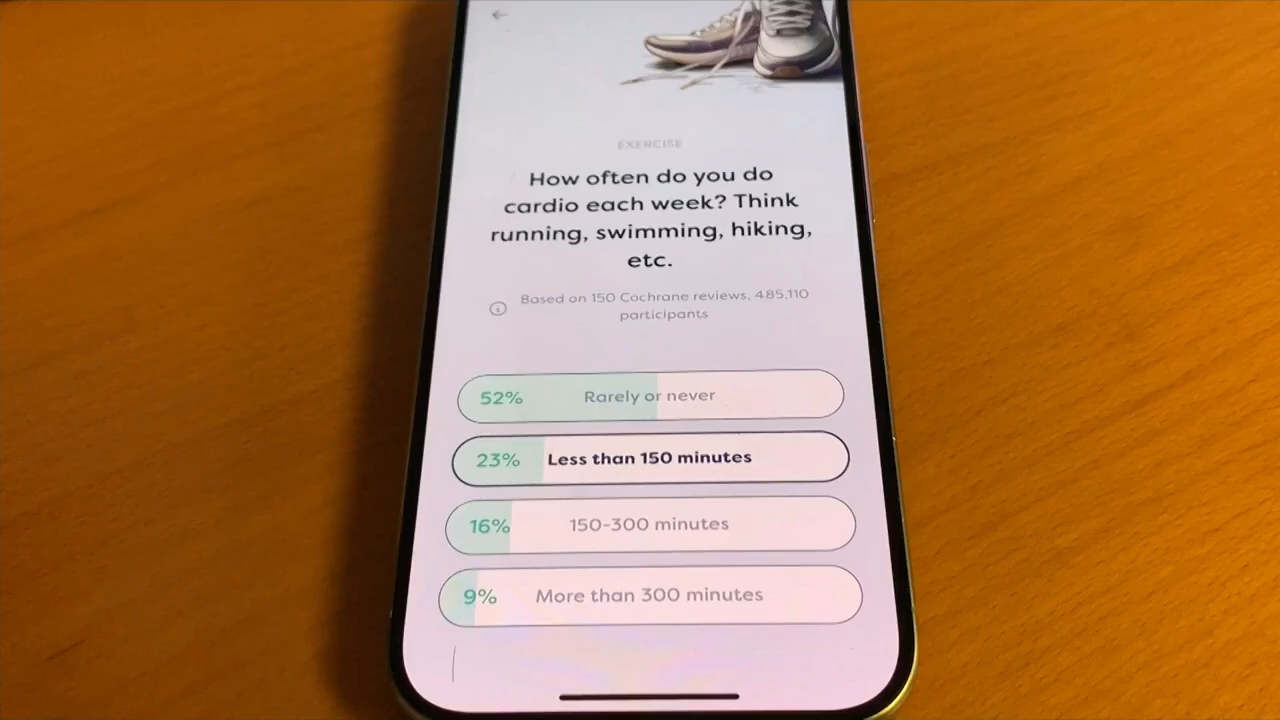 EXERCISE
How often do you do
cardio each week? Think
running, swimming, hiking,
etc.
Based on 150 Cochrane reviews, 485,110
participants
52% Rarely or never
23% Less than 150 minutes
16% 150-300 minutes
9% More than 300 minutes